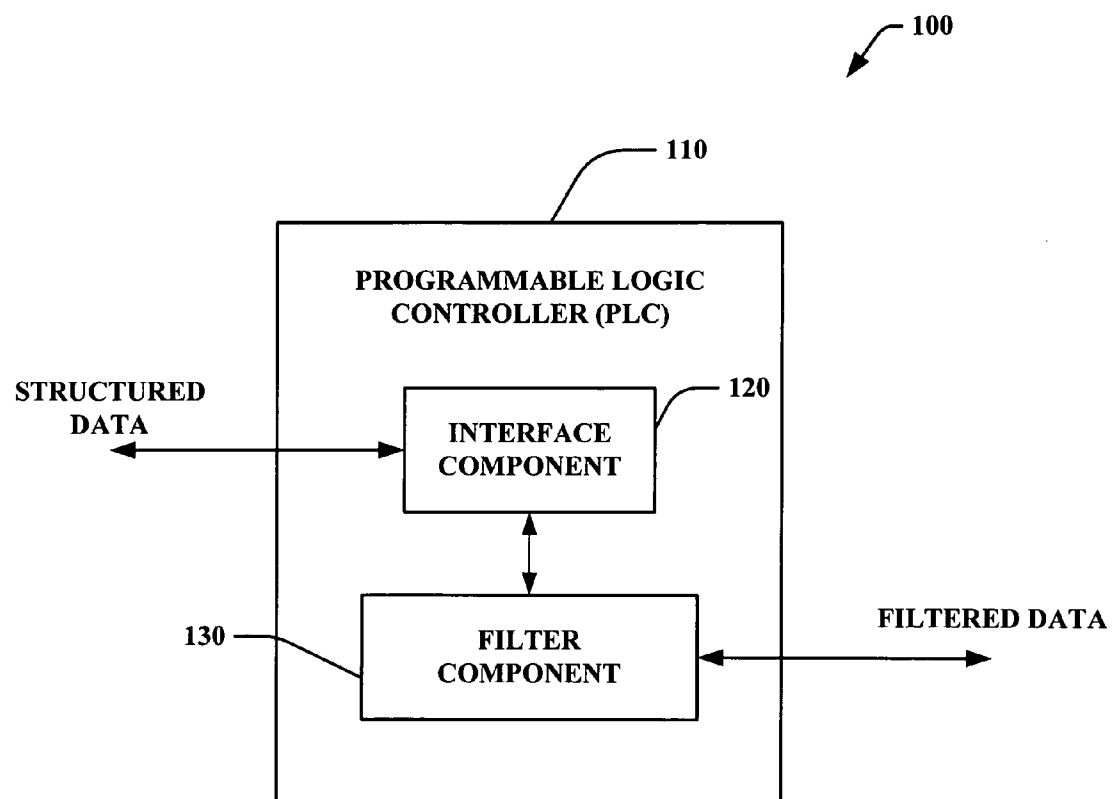 100
110
PROGRAMMABLE LOGIC
CONTROLLER (PLC)
STRUCTURED
DATA
120
INTERFACE
COMPONENT
130
FILTER
COMPONENT
FILTERED DATA